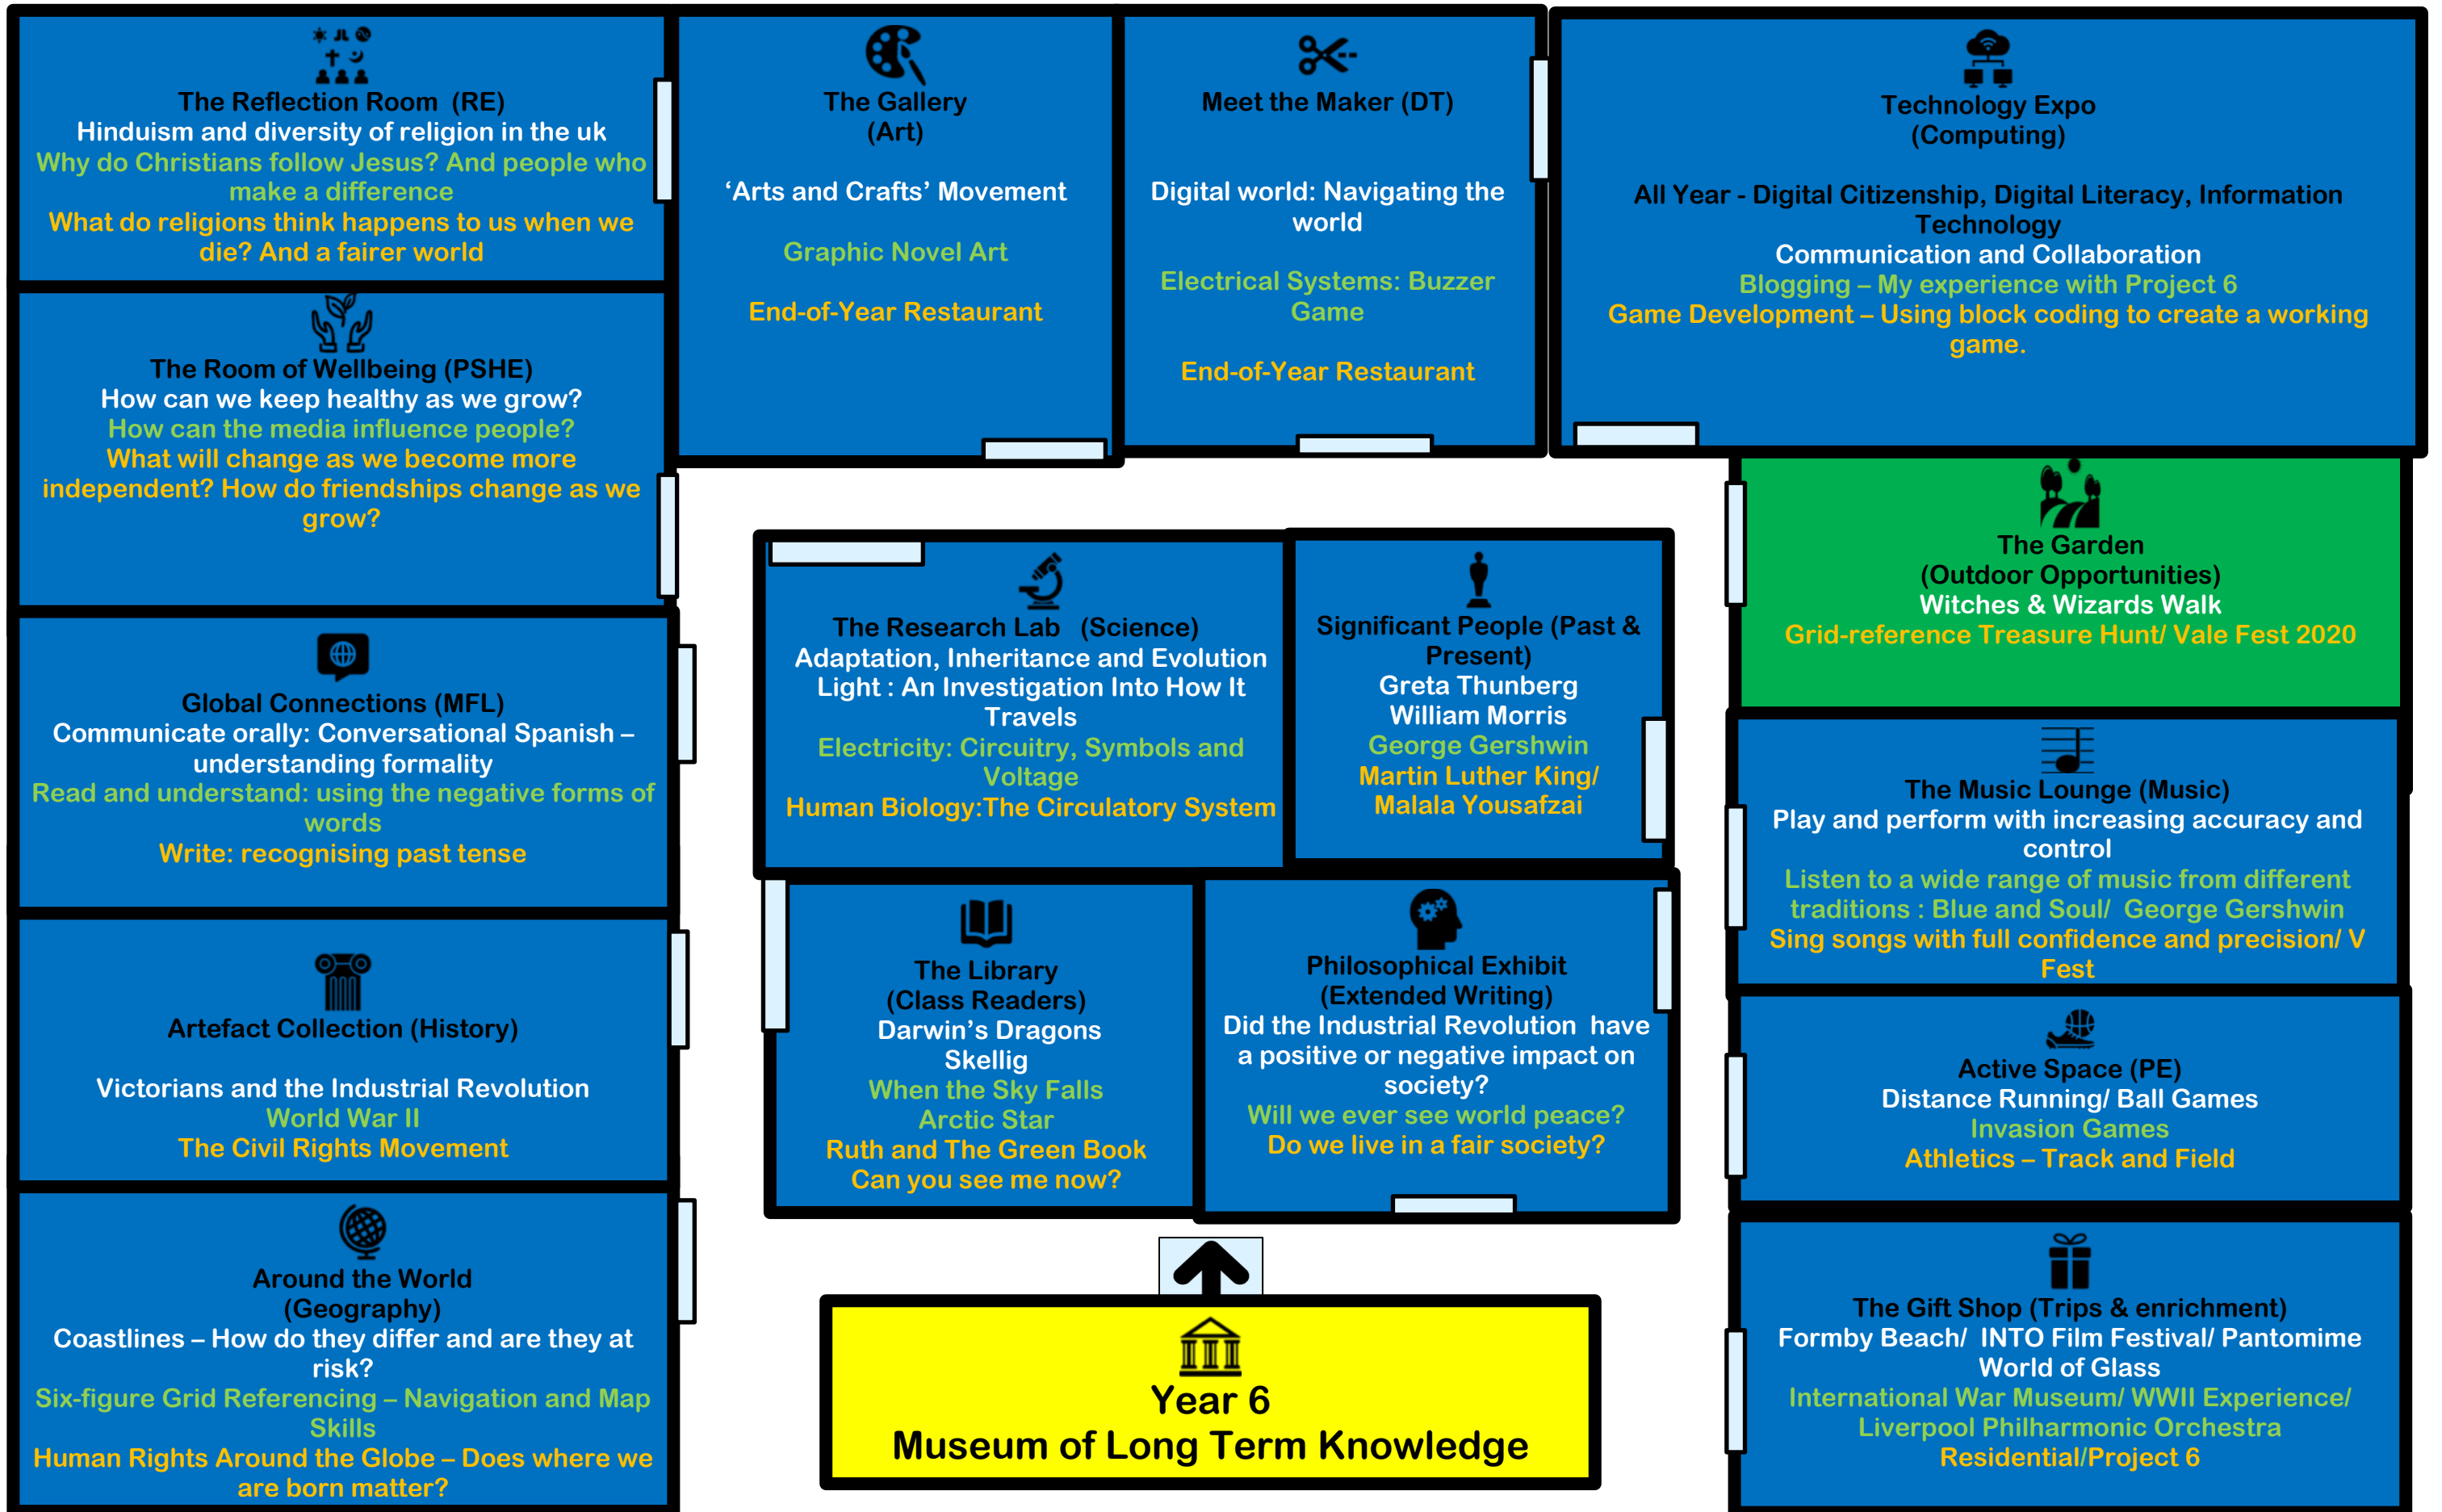 The Reflection Room (RE)
Hinduism and diversity of religion in the uk
Why do Christians follow Jesus? And people who
make a difference
What do religions think happens to us when we
die? And a fairer world
The Gallery
(Art)
‘Arts and Crafts’ Movement
Graphic Novel Art
End-of-Year Restaurant
Meet the Maker (DT)
Digital world: Navigating the
world
Electrical Systems: Buzzer
Game
End-of-Year Restaurant
Technology Expo
(Computing)
All Year - Digital Citizenship, Digital Literacy, Information
Technology
Communication and Collaboration
Blogging – My experience with Project 6
Game Development – Using block coding to create a working
game.
The Room of Wellbeing (PSHE)
How can we keep healthy as we grow?
How can the media influence people?
What will change as we become more
independent? How do friendships change as we
grow?
The Garden
(Outdoor Opportunities)
Witches & Wizards Walk
Grid-reference Treasure Hunt/ Vale Fest 2020
The Research Lab (Science)
Adaptation, Inheritance and Evolution
Light : An Investigation Into How It
Travels
Electricity: Circuitry, Symbols and
Voltage
Human Biology:The Circulatory System
Significant People (Past &
Present)
Greta Thunberg
William Morris
George Gershwin
Martin Luther King/
Malala Yousafzai
Global Connections (MFL)
Communicate orally: Conversational Spanish –
understanding formality
Read and understand: using the negative forms of
words
Write: recognising past tense
The Music Lounge (Music)
Play and perform with increasing accuracy and
control
Listen to a wide range of music from different
traditions : Blue and Soul/ George Gershwin
Sing songs with full confidence and precision/ V
Fest
The Library
(Class Readers)
Darwin’s Dragons
Skellig
When the Sky Falls
Arctic Star
Ruth and The Green Book
Can you see me now?
Philosophical Exhibit
(Extended Writing)
Did the Industrial Revolution have
a positive or negative impact on
society?
Will we ever see world peace?
Do we live in a fair society?
Artefact Collection (History)
Victorians and the Industrial Revolution
World War II
The Civil Rights Movement
Active Space (PE)
Distance Running/ Ball Games
Invasion Games
Athletics – Track and Field
Around the World
(Geography)
Coastlines – How do they differ and are they at
risk?
Six-figure Grid Referencing – Navigation and Map
Skills
Human Rights Around the Globe – Does where we
are born matter?
Year 6
Museum of Long Term Knowledge
The Gift Shop (Trips & enrichment)
Formby Beach/ INTO Film Festival/ Pantomime
World of Glass
International War Museum/ WWII Experience/
Liverpool Philharmonic Orchestra
Residential/Project 6